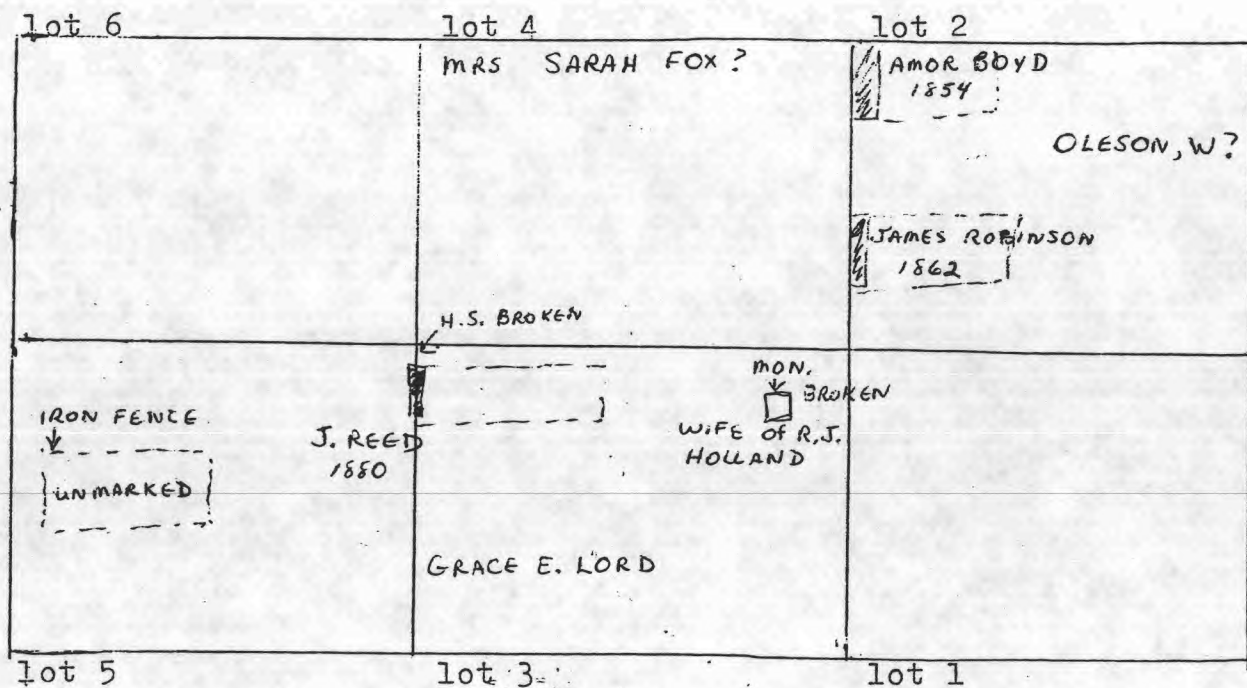 lot 6
lot 4
lot 2
MRS SARAH FOX?
AMOR BOYD
1854
OLESON, W?
JAMES ROBINSON
1862
H.S. BROKEN
MON.
BROKEN
WIFE OF R.J.
HOLLAND
IRON FENCE
UNMARKED
J. REED
1880
GRACE E. LORD
lot 5
lot 3
lot 1